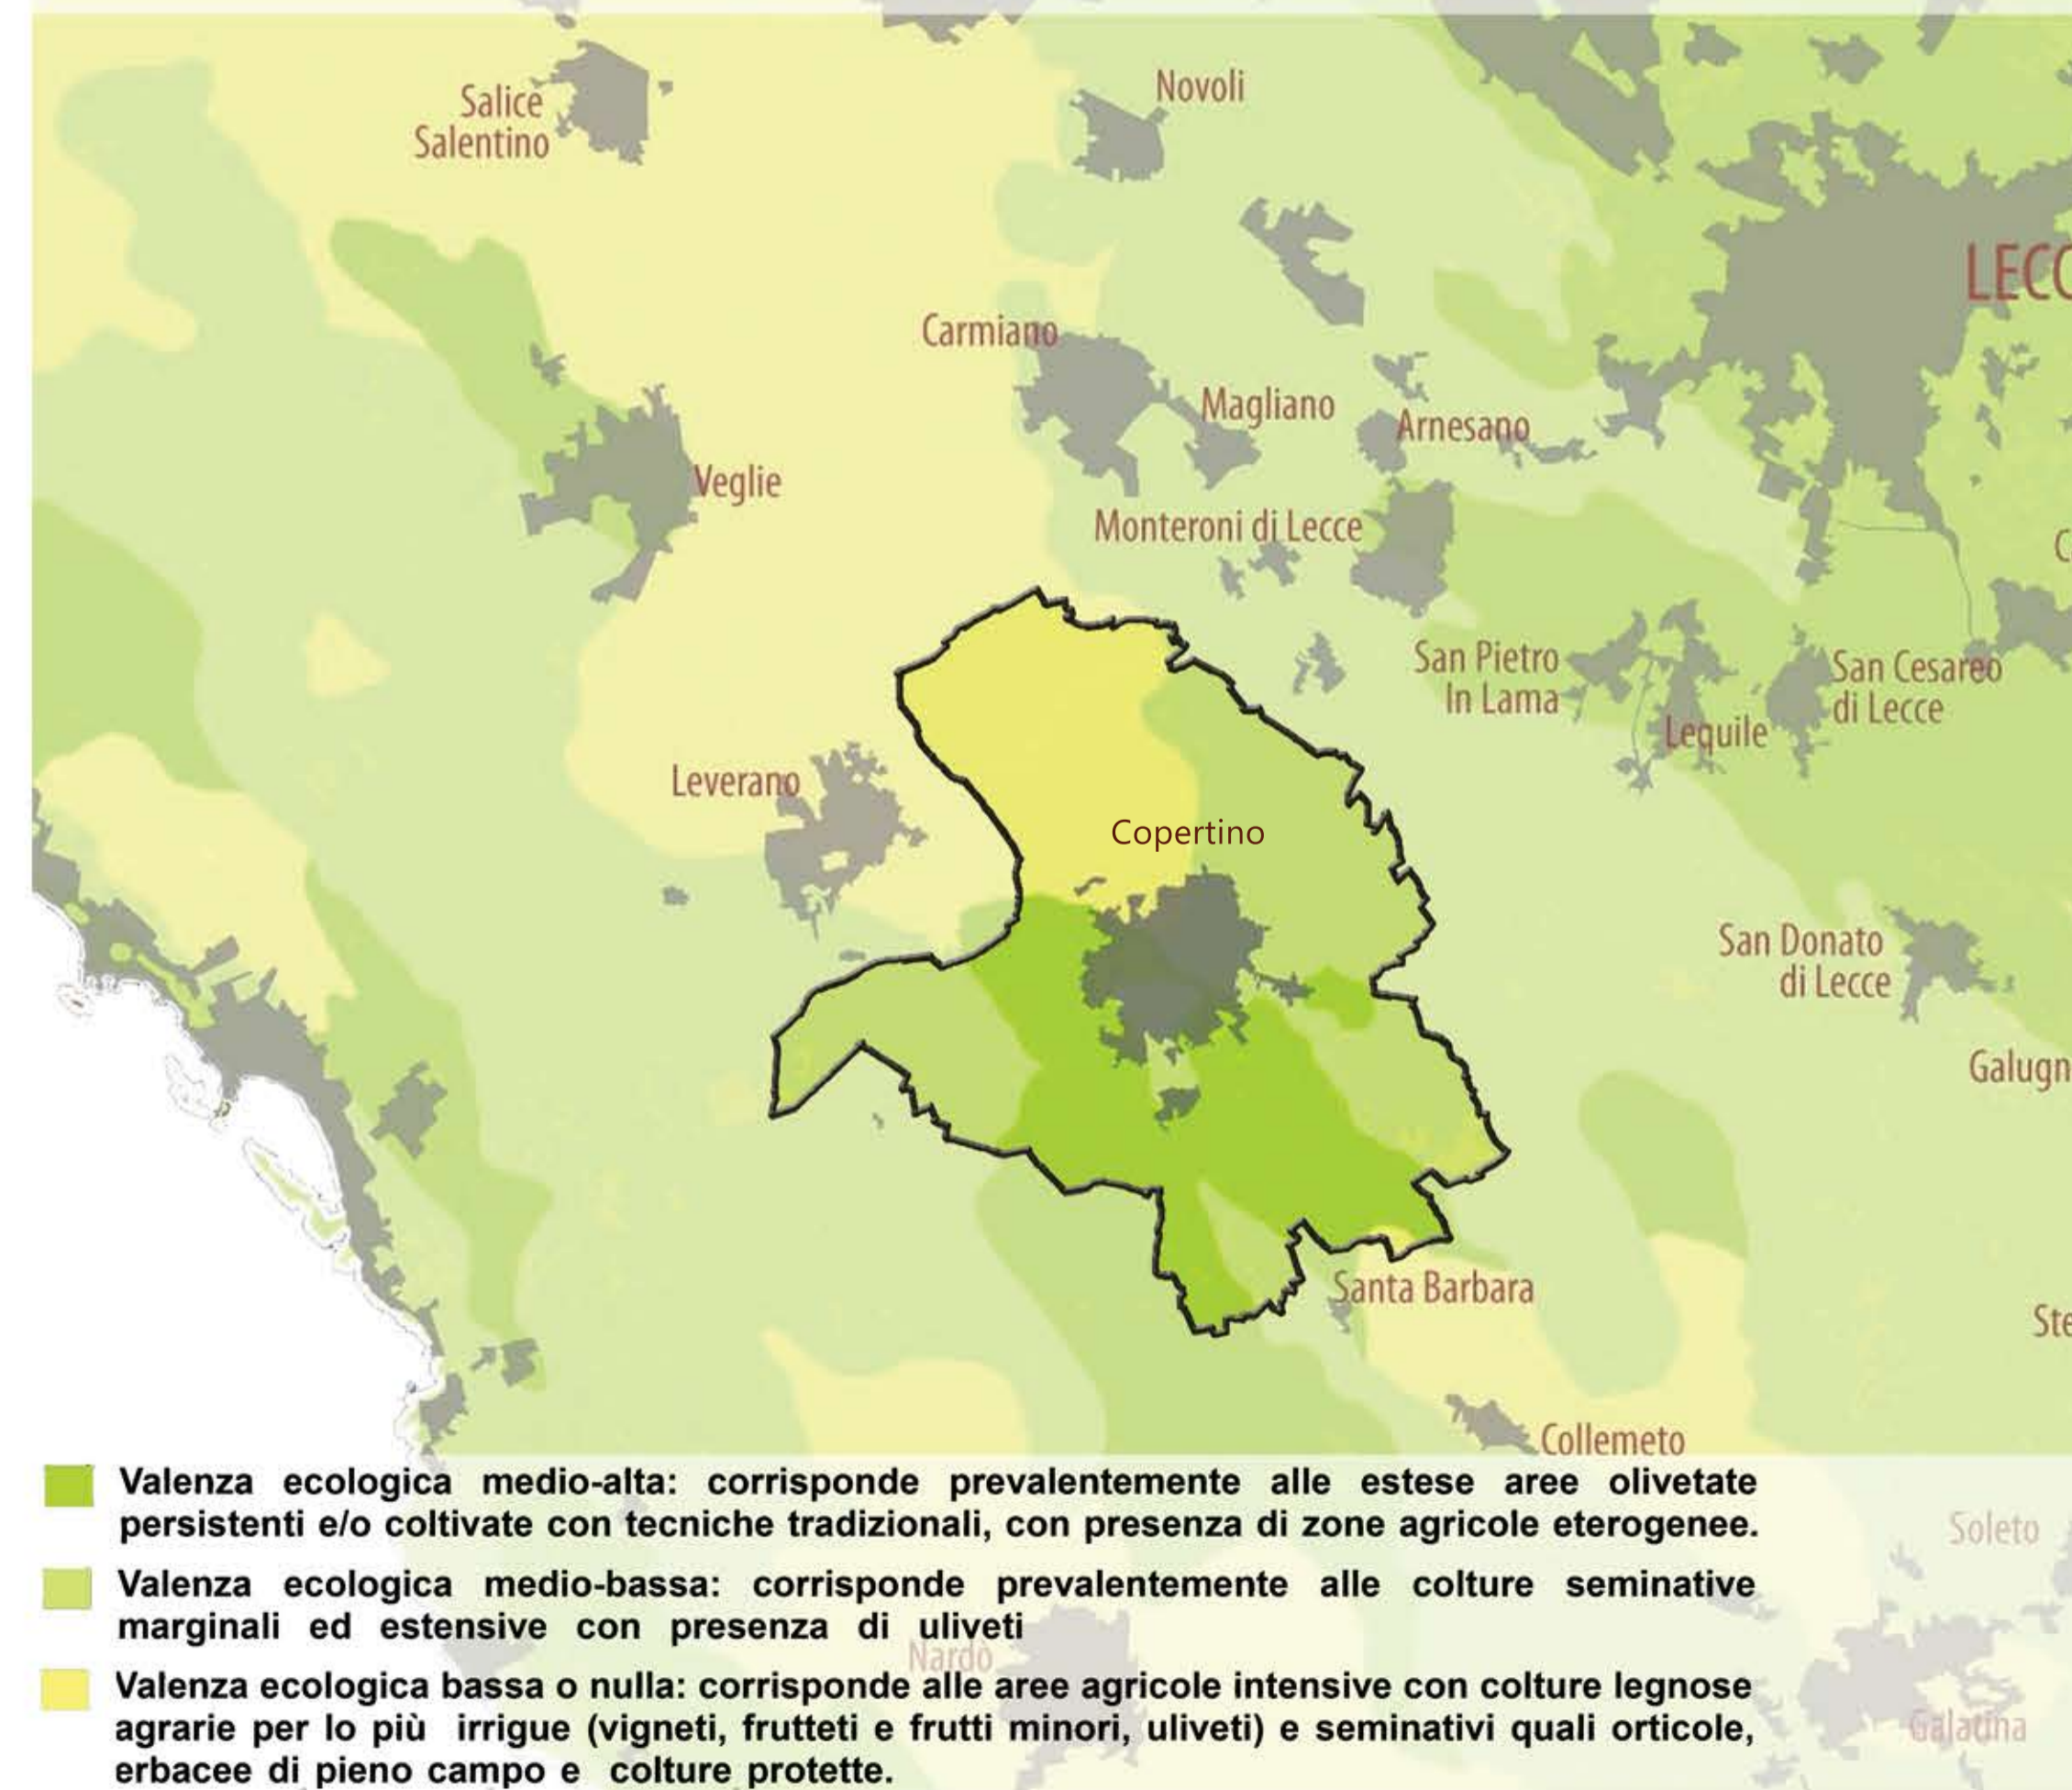 Novoli
Salice
Salentino
LECC
Carmiano
Magliano
Arnesano
Veglie
Monteroni di Lecce
C
San Pietro
In Lama
San Cesareo
di Lecce
Lequile
Leverano
Copertino
San Donato
di Lecce
Galugn
Santa Barbara
Ste
Collemeto
Valenza ecologica medio-alta: corrisponde prevalentemente alle estese aree olivetate
persistenti e/o coltivate con tecniche tradizionali, con presenza di zone agricole eterogenee.
Soleto
Valenza ecologica medio-bassa: corrisponde prevalentemente alle colture seminative
marginali ed estensive con presenza di uliveti
Nardò
Valenza ecologica bassa o nulla: corrisponde alle aree agricole intensive con colture legnose
agrarie per lo più irrigue (vigneti, frutteti e frutti minori, uliveti) e seminativi quali orticole,
erbacee di pieno campo e colture protette.
Galatina